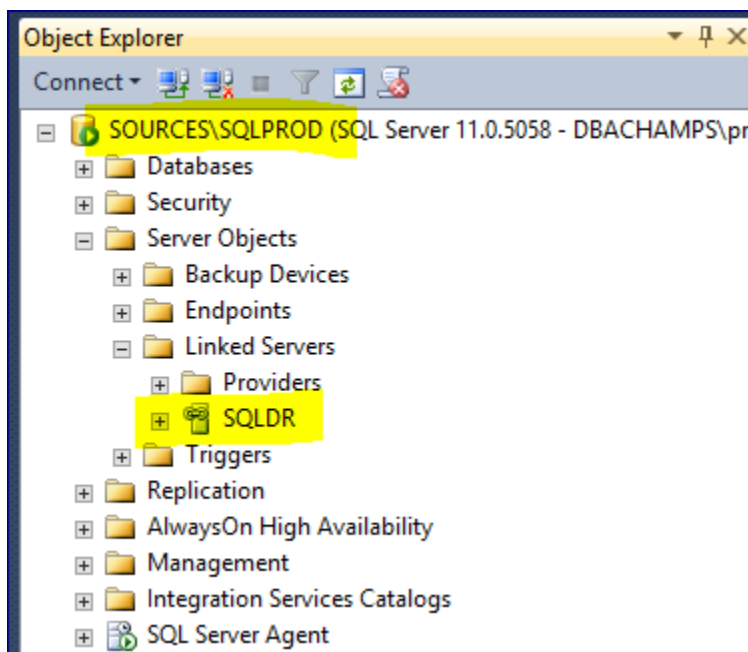 Object Explorer
Connect
SOURCES\SQLPROD (SQL Server 11.0.5058 - DBACHAMPS\pr
Databases
Security
Server Objects
Backup Devices
Endpoints
Linked Servers
Providers
SQLDR
Triggers
Replication
AlwaysOn High Availability
Management
Integration Services Catalogs
SQL Server Agent